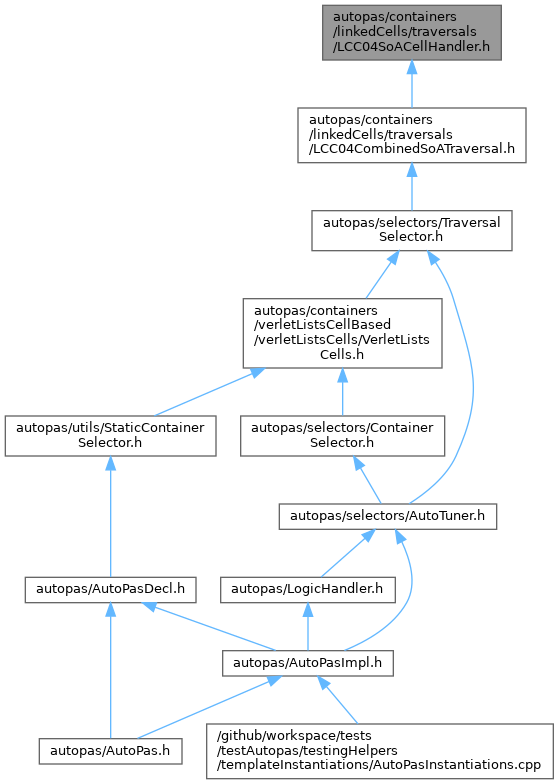 autopas/containers
/linkedCells/traversals
/LCC04SoACellHandler.h
autopas/containers
/linkedCells/traversals
/LCC04CombinedSoATraversal.h
autopas/selectors/Traversal
Selector.h
autopas/containers
/verletListsCellBased
/verletListsCells/VerletLists
Cells.h
autopas/utils/StaticContainer
Selector.h
autopas/selectors/Container
Selector.h
autopas/selectors/AutoTuner.h
autopas/AutoPasDecl.h
autopas/LogicHandler.h
autopas/AutoPasImpl.h
autopas/AutoPas.h
/github/workspace/tests
/testAutopas/testingHelpers
/templateInstantiations/AutoPasInstantiations.cpp